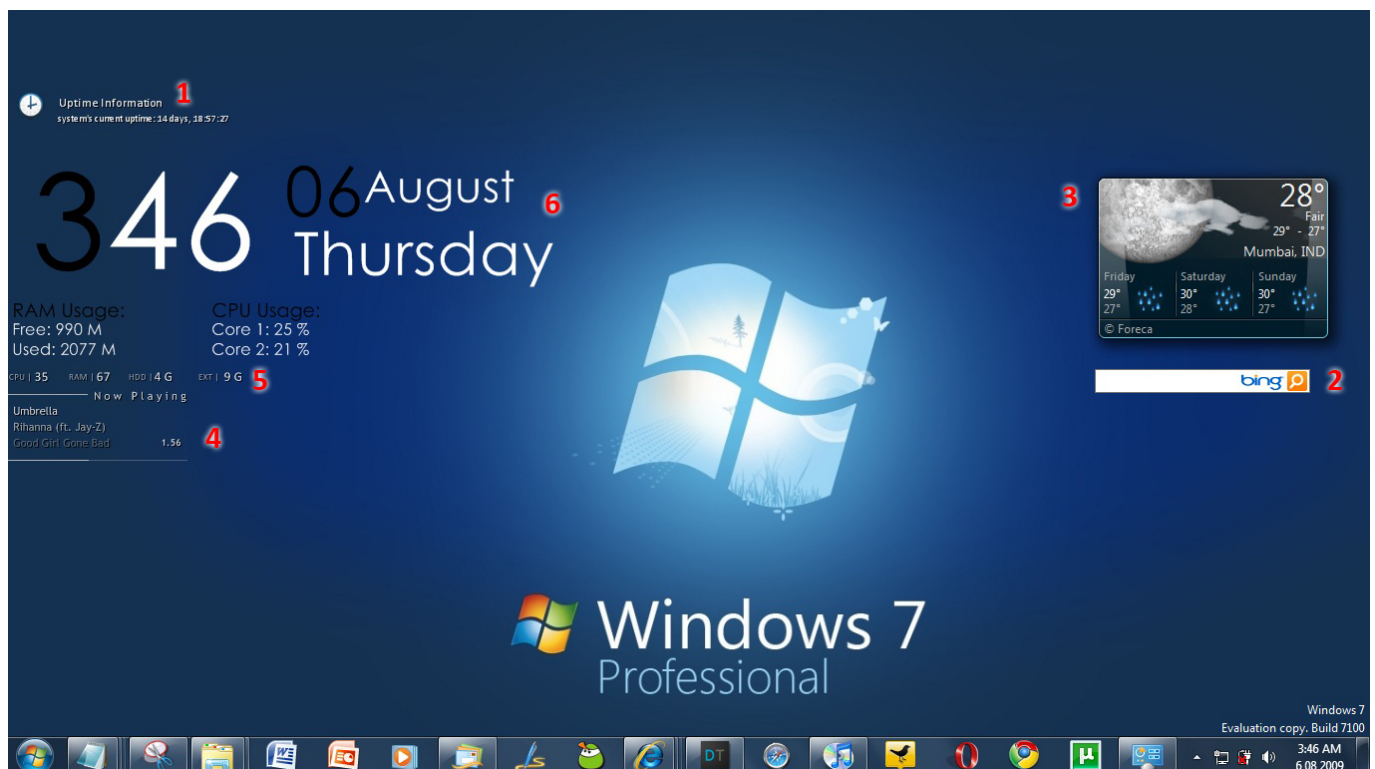 Uptime Information 1
system's current uptime: 14 days, 18:57:27
346 06 August 6
Thursday
RAM Usage: CPU Usage:
Free: 990 M Core 1: 25 %
Used: 2077 M Core 2: 21 %
CPU | 35 RAM | 67 HDD | 4 G EXT | 9 G 5
Now Playing
Umbrella
Rihanna (ft. Jay-Z)
Good Girl Gone Bad 1.56 4
3
28°
Fair
29° - 27°
Mumbai, IND
Friday Saturday Sunday
29° 30° 30°
27° 28° 27°
© Foreca
bing 2
Windows 7
Professional
Windows 7
Evaluation copy. Build 7100
DT
µ
3:46 AM
6.08.2009